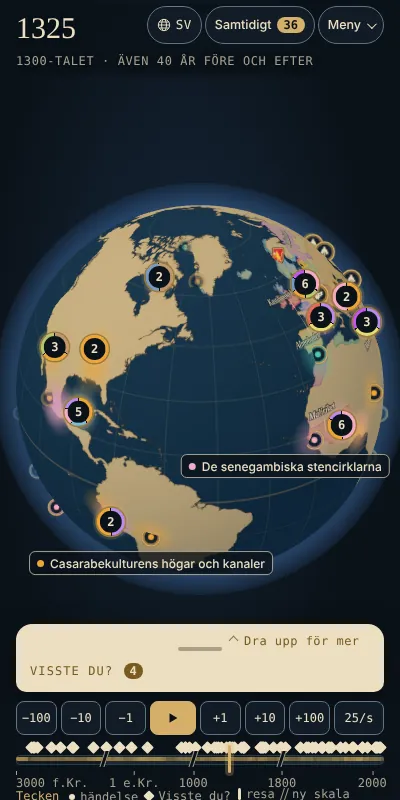 1325
SV
Samtidigt 36
Meny
1300-TALET · ÄVEN 40 ÅR FÖRE OCH EFTER
2
6
2
3
3
3
2
5
Maliriket
6
De senegambiska stencirklarna
2
Casarabekulturens högar och kanaler
Dra upp för mer
VISSTE DU? 4
−100
−10
−1
+1
+10
+100
25/s
3000 f.Kr. 1 e.Kr. 1000 1800 2000
Tecken händelse Visste du? resa ny skala